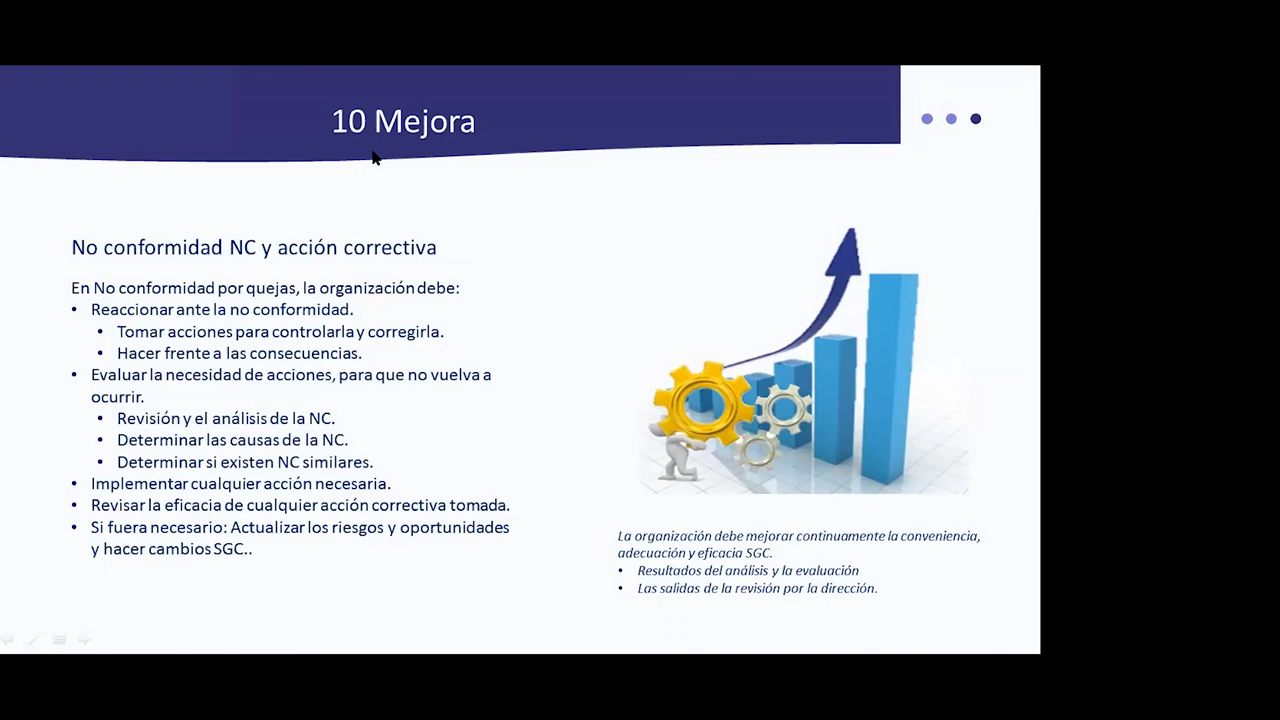 10 Mejora
No conformidad NC y acción correctiva
En No conformidad por quejas, la organización debe:
• Reaccionar ante la no conformidad.
• Tomar acciones para controlarla y corregirla.
• Hacer frente a las consecuencias.
• Evaluar la necesidad de acciones, para que no vuelva a
ocurrir.
• Revisión y el análisis de la NC.
• Determinar las causas de la NC.
• Determinar si existen NC similares.
• Implementar cualquier acción necesaria.
• Revisar la eficacia de cualquier acción correctiva tomada.
• Si fuera necesario: Actualizar los riesgos y oportunidades
y hacer cambios SGC..
La organización debe mejorar continuamente la conveniencia,
adecuación y eficacia SGC.
• Resultados del análisis y la evaluación
• Las salidas de la revisión por la dirección.